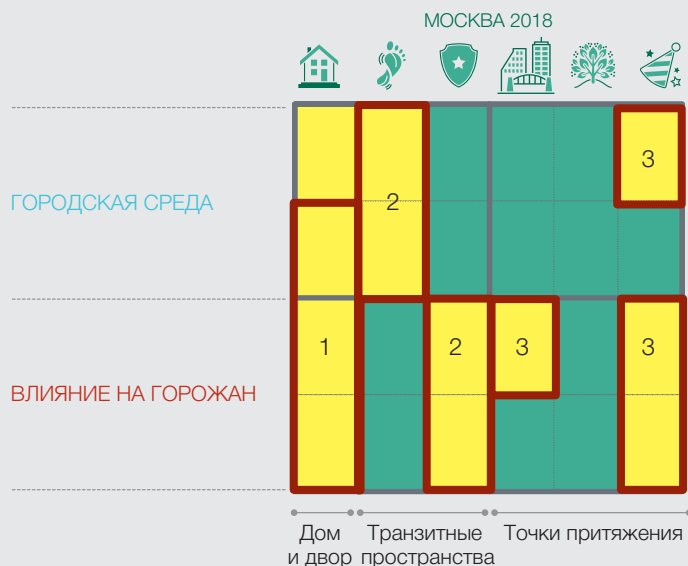 МОСКВА 2018
3
2
ГОРОДСКАЯ СРЕДА
1
2
3
3
ВЛИЯНИЕ НА ГОРОЖАН
Дом
и двор
Транзитные
пространства
Точки притяжения